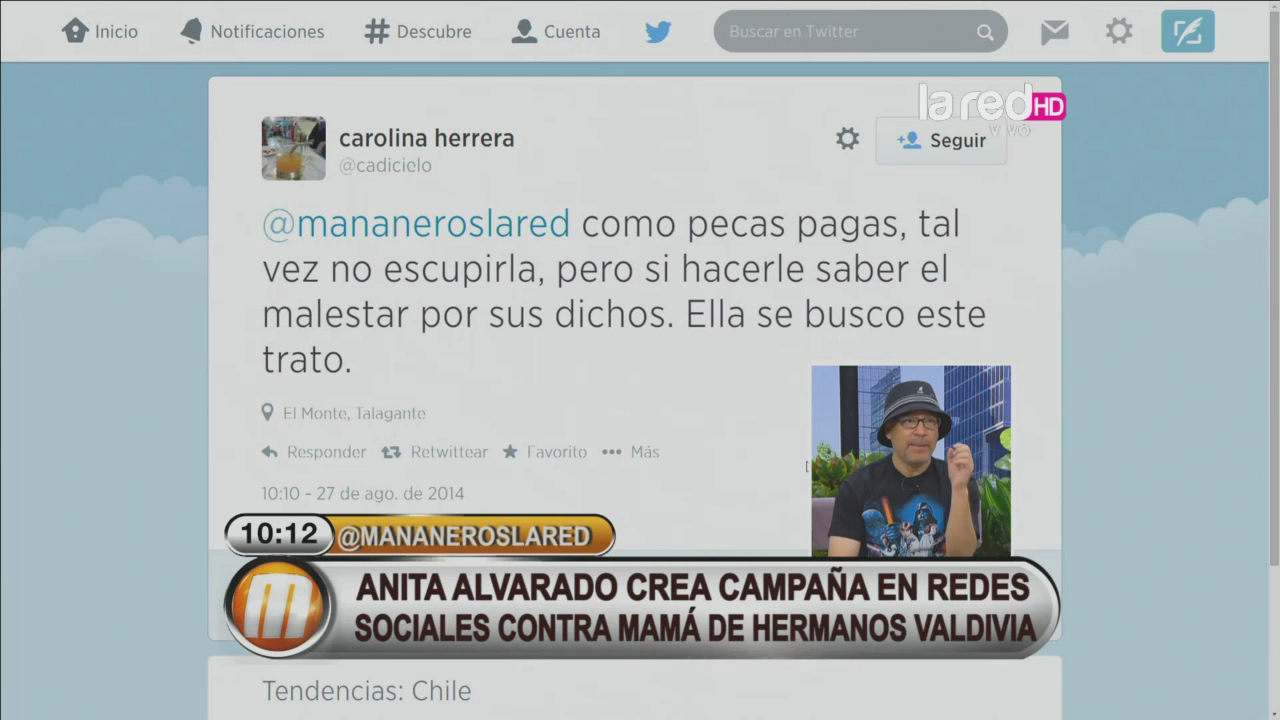 Inicio
Notificaciones
Descubre
Cuenta
Buscar en Twitter
la red HD
VIVO
carolina herrera
@cadicielo
Seguir
@mananeroslared como pecas pagas, tal
vez no escupirla, pero si hacerle saber el
malestar por sus dichos. Ella se busco este
trato.
El Monte, Talagante
Responder
Retwittear
Favorito
Más
10:10 - 27 de ago. de 2014
10:12
@MANANEROSLARED
m
ANITA ALVARADO CREA CAMPAÑA EN REDES
SOCIALES CONTRA MAMÁ DE HERMANOS VALDIVIA
Tendencias: Chile